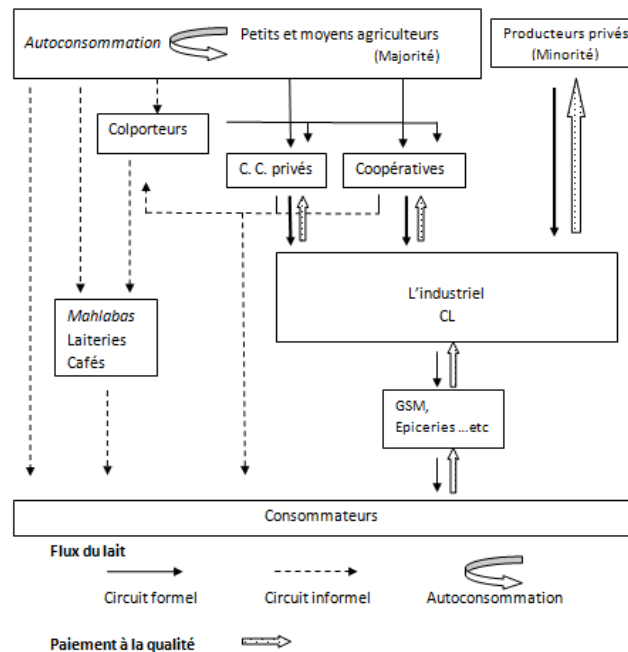 Autoconsommation
Petits et moyens agriculteurs
(Majorité)
Producteurs privés
(Minorité)
Colporteurs
C. C. privés
Coopératives
L'industriel
CL
Mahlabas
Laiteries
Cafés
GSM,
Epiceries ...etc
Consommateurs
Flux du lait
Circuit formel
Circuit informel
Autoconsommation
Paiement à la qualité